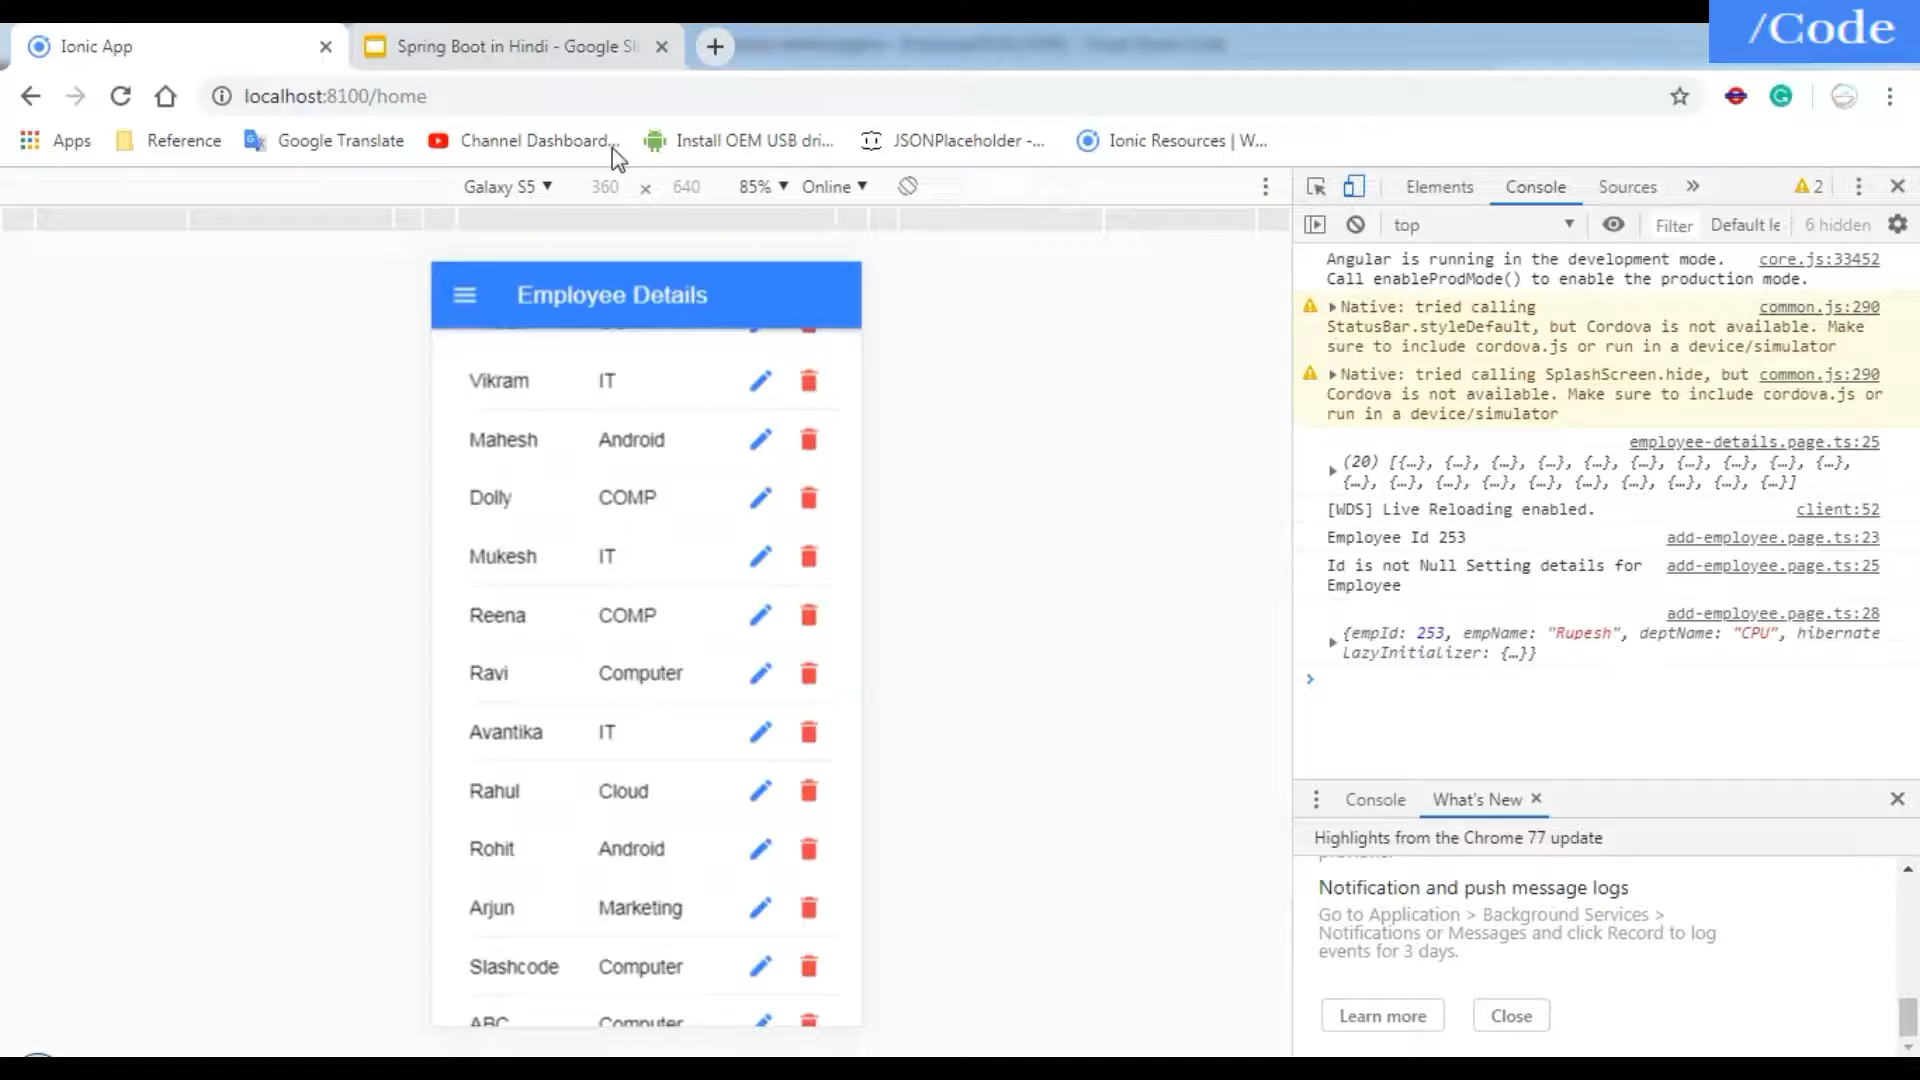 /Code
Ionic App
Spring Boot in Hindi - Google Sl
localhost:8100/home
Apps
Reference
Google Translate
Channel Dashboard...
Install OEM USB dri...
JSONPlaceholder -...
Ionic Resources | W...
Galaxy S5 ▼ 360 x 640 85% ▼ Online ▼
Elements Console Sources » 2
top ▼ Filter Default le 6 hidden
Employee Details
Vikram IT
Mahesh Android
Dolly COMP
Mukesh IT
Reena COMP
Ravi Computer
Avantika IT
Rahul Cloud
Rohit Android
Arjun Marketing
Slashcode Computer
ABC Computer
Angular is running in the development mode. core.js:33452
Call enableProdMode() to enable the production mode.
Native: tried calling common.js:290
StatusBar.styleDefault, but Cordova is not available. Make
sure to include cordova.js or run in a device/simulator
Native: tried calling SplashScreen.hide, but common.js:290
Cordova is not available. Make sure to include cordova.js or
run in a device/simulator
employee-details.page.ts:25
(20) [{…}, {…}, {…}, {…}, {…}, {…}, {…}, {…}, {…}, {…},
{…}, {…}, {…}, {…}, {…}, {…}, {…}, {…}, {…}, {…}]
[WDS] Live Reloading enabled. client:52
Employee Id 253 add-employee.page.ts:23
Id is not Null Setting details for add-employee.page.ts:25
Employee
add-employee.page.ts:28
{empId: 253, empName: "Rupesh", deptName: "CPU", hibernate
LazyInitializer: {…}}
Console What's New
Highlights from the Chrome 77 update
Notification and push message logs
Go to Application > Background Services >
Notifications or Messages and click Record to log
events for 3 days.
Learn more Close